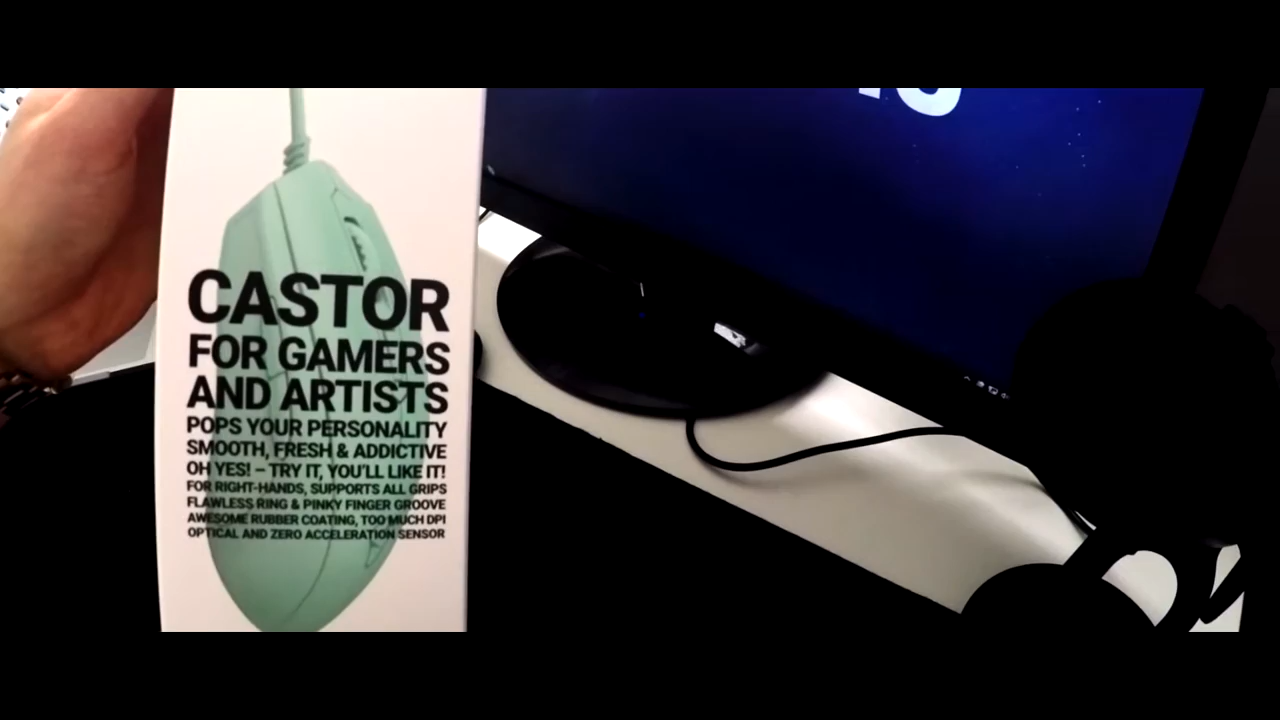 CASTOR
FOR GAMERS
AND ARTISTS
POPS YOUR PERSONALITY
SMOOTH, FRESH & ADDICTIVE
OH YES! – TRY IT, YOU'LL LIKE IT!
FOR RIGHT-HANDS, SUPPORTS ALL GRIPS
FLAWLESS RING & PINKY FINGER GROOVE
AWESOME RUBBER COATING, TOO MUCH DPI
OPTICAL AND ZERO ACCELERATION SENSOR